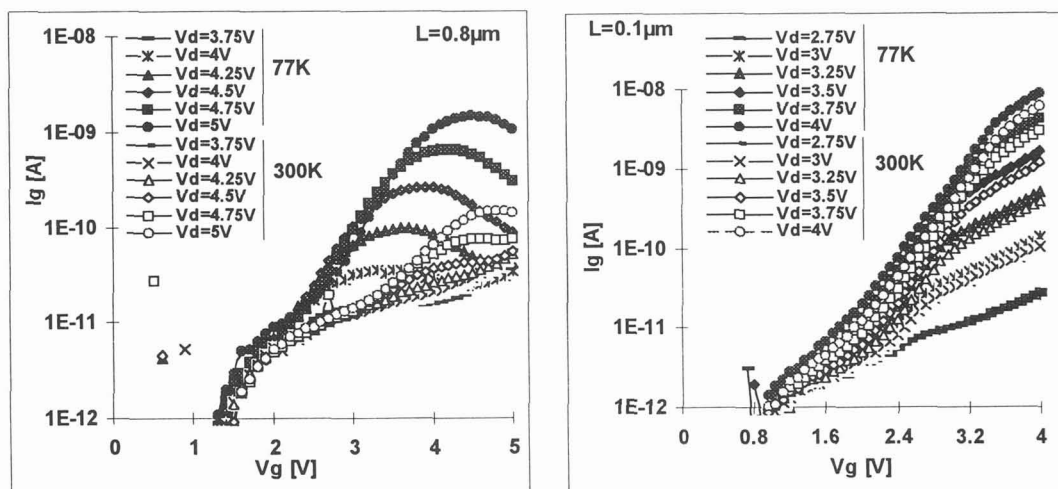 L=0.8µm
1E-08
1E-09
1E-10
1E-11
1E-12
Ig [A]
Vd=3.75V
Vd=4V
Vd=4.25V
Vd=4.5V
Vd=4.75V
Vd=5V
77K
Vd=3.75V
Vd=4V
Vd=4.25V
Vd=4.5V
Vd=4.75V
Vd=5V
300K
0
1
2
3
4
5
Vg [V]
L=0.1µm
1E-08
1E-09
1E-10
1E-11
1E-12
Ig [A]
Vd=2.75V
Vd=3V
Vd=3.25V
Vd=3.5V
Vd=3.75V
Vd=4V
77K
Vd=2.75V
Vd=3V
Vd=3.25V
Vd=3.5V
Vd=3.75V
Vd=4V
300K
0
0.8
1.6
2.4
3.2
4
Vg [V]